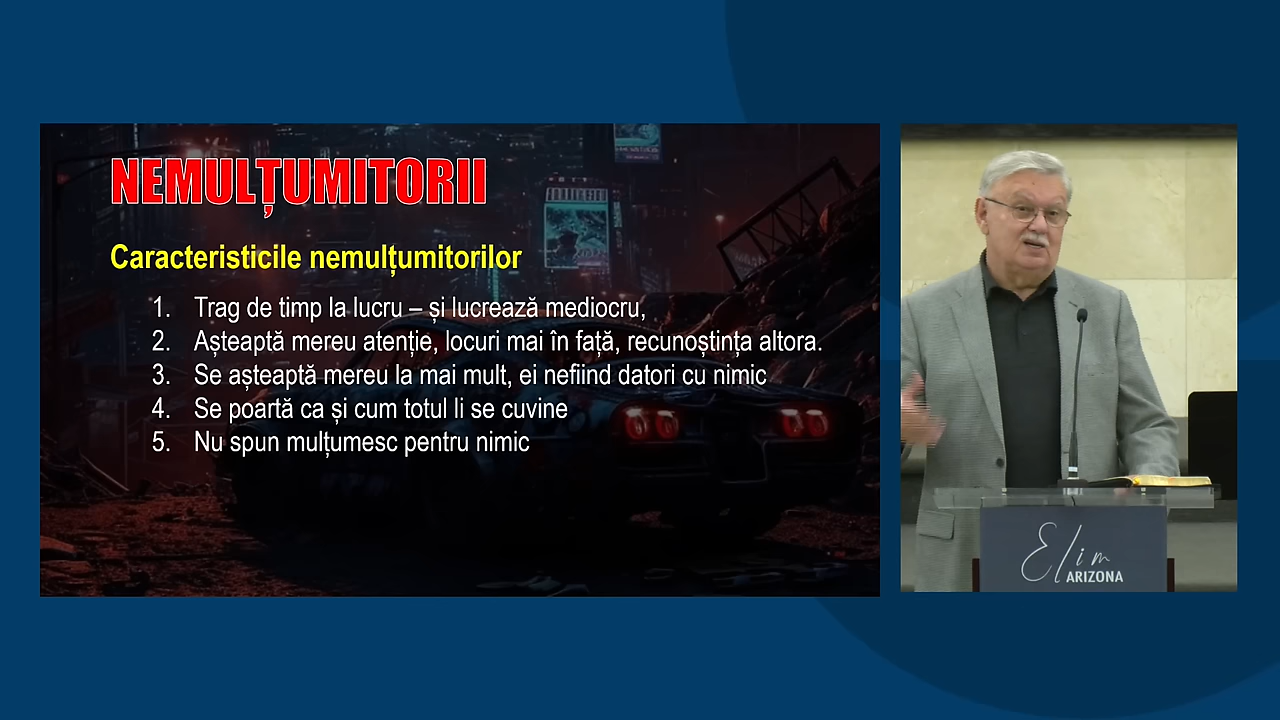 NEMULȚUMITORII
Caracteristicile nemulțumitorilor
1. Trag de timp la lucru – și lucrează mediocru,
2. Așteaptă mereu atenție, locuri mai în față, recunoștința altora.
3. Se așteaptă mereu la mai mult, ei nefiind datori cu nimic
4. Se poartă ca și cum totul li se cuvine
5. Nu spun mulțumesc pentru nimic
Elim
ARIZONA